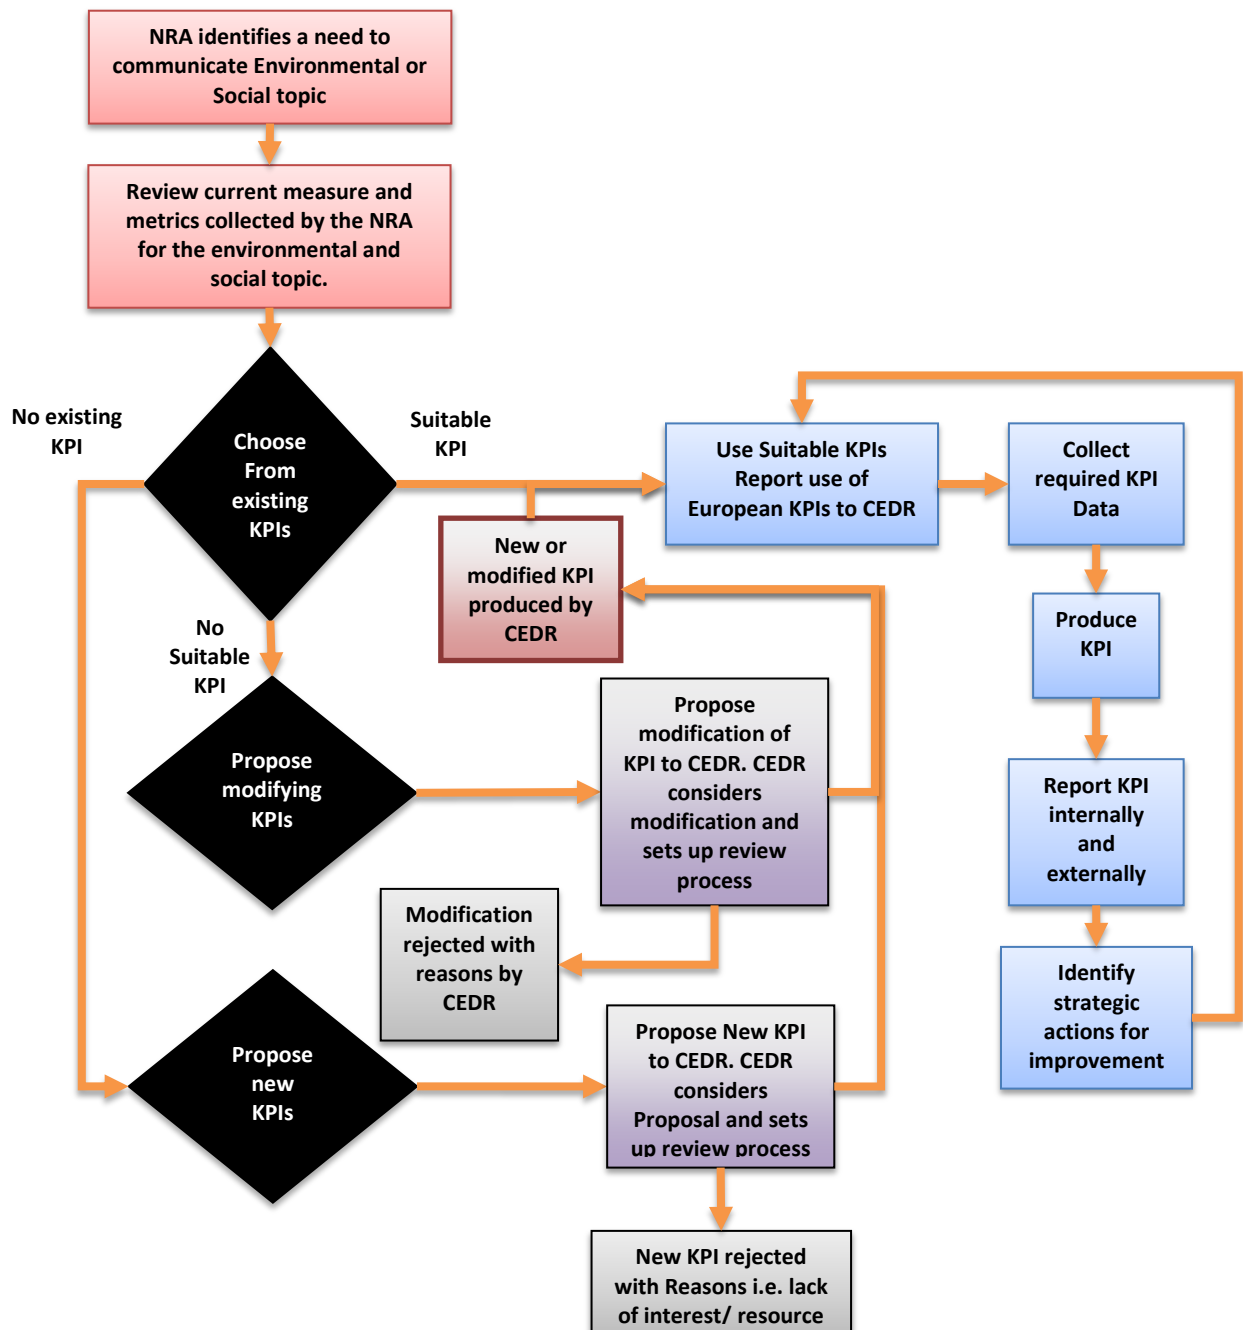 NRA identifies a need to
communicate Environmental or
Social topic
Review current measure and
metrics collected by the NRA
for the environmental and
social topic.
No existing
KPI
Choose
From
existing
KPIs
Suitable
KPI
Use Suitable KPIs
Report use of
European KPIs to CEDR
Collect
required KPI
Data
New or
modified KPI
produced by
CEDR
Produce
KPI
No
Suitable
KPI
Propose
modifying
KPIs
Propose
modification of
KPI to CEDR. CEDR
considers
modification and
sets up review
process
Report KPI
internally
and
externally
Modification
rejected with
reasons by
CEDR
Identify
strategic
actions for
improvement
Propose
new
KPIs
Propose New KPI
to CEDR. CEDR
considers
Proposal and sets
up review process
New KPI rejected
with Reasons i.e. lack
of interest/ resource